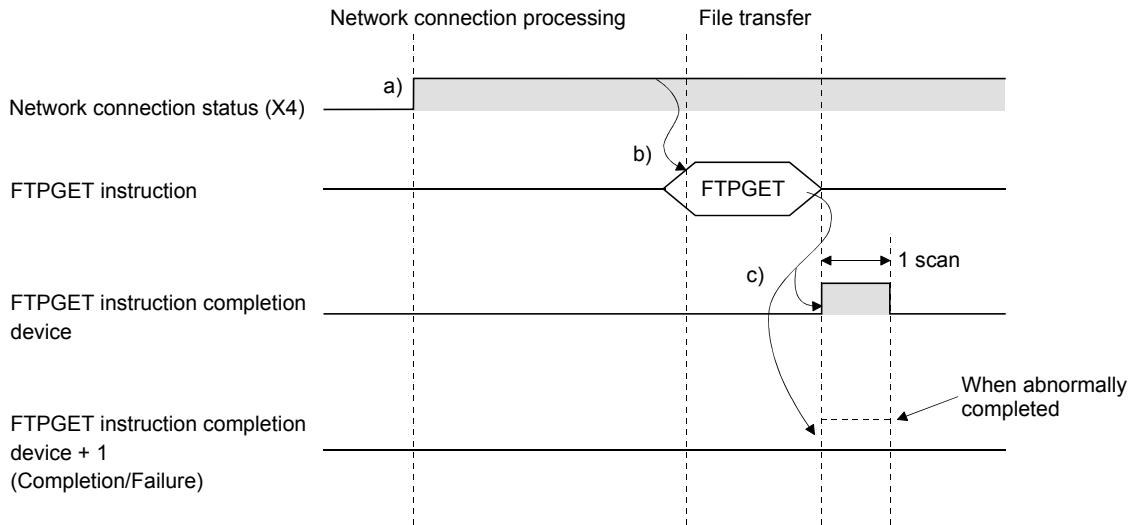 Network connection processing
File transfer
a)
Network connection status (X4)
b)
FTPGET instruction
FTPGET
c)
1 scan
FTPGET instruction completion
device
When abnormally
completed
FTPGET instruction completion
device + 1
(Completion/Failure)